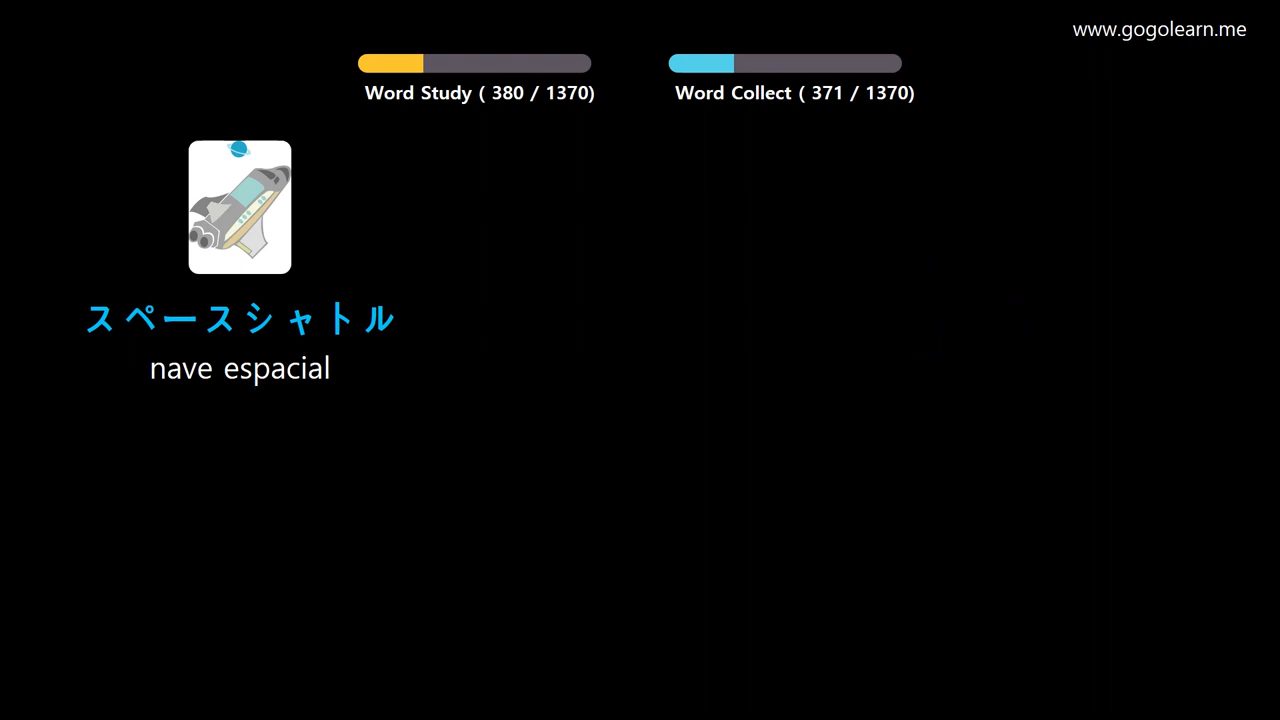 www.gogolearn.me
Word Study ( 380 / 1370)
Word Collect ( 371 / 1370)
スペースシャトル
nave espacial